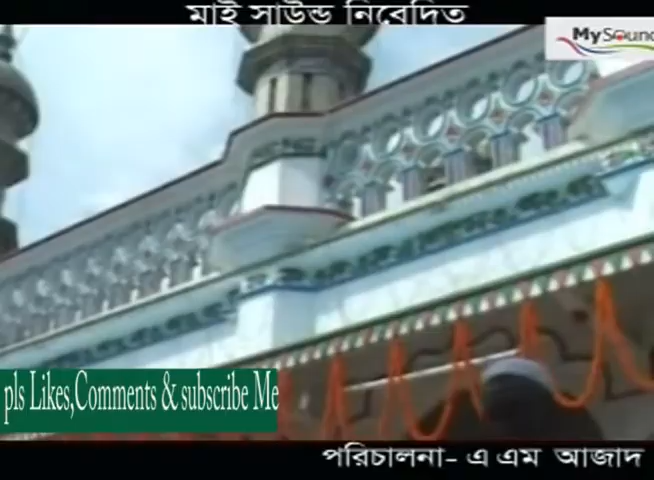 মাই সাউন্ড নিবেদিত
MySound
pls Likes,Comments & subscribe Me
পরিচালনা- এ এম আজাদ